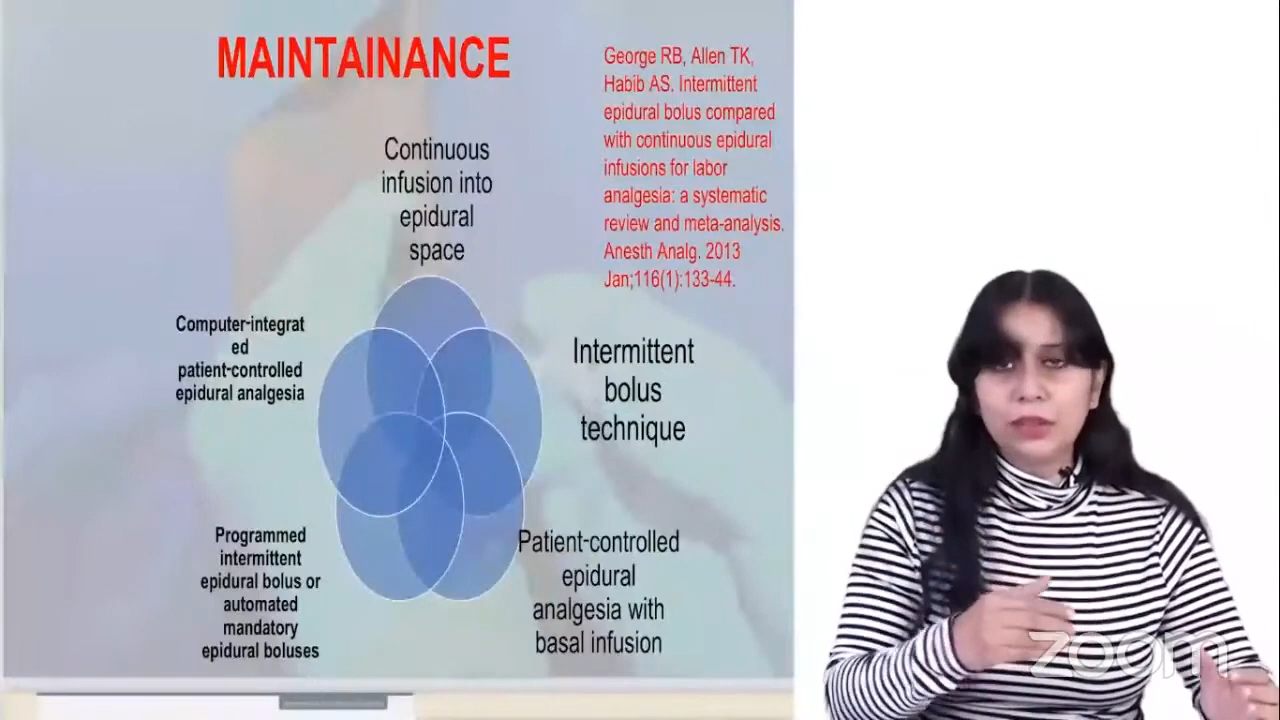 MAINTAINANCE
George RB, Allen TK,
Habib AS. Intermittent
epidural bolus compared
with continuous epidural
infusions for labor
analgesia: a systematic
review and meta-analysis.
Anesth Analg. 2013
Jan;116(1):133-44.
Continuous
infusion into
epidural
space
Intermittent
bolus
technique
Patient-controlled
epidural
analgesia with
basal infusion
Programmed
intermittent
epidural bolus or
automated
mandatory
epidural boluses
Computer-integrat
ed
patient-controlled
epidural analgesia
zoom